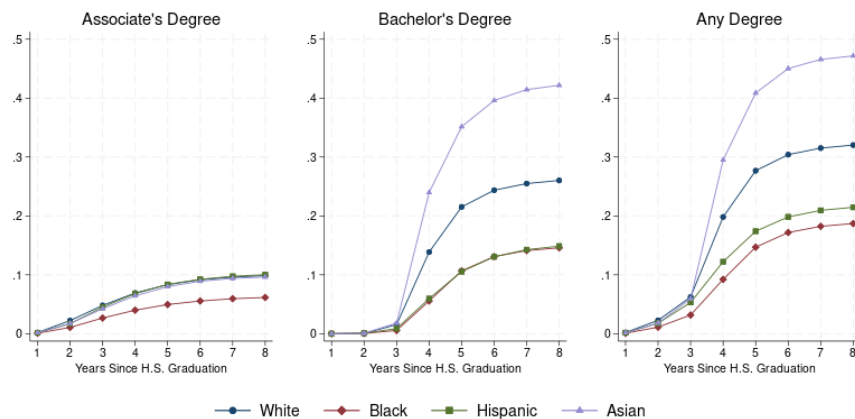 Associate's Degree
Bachelor's Degree
Any Degree
.5
.4
.3
.2
.1
0
1 2 3 4 5 6 7 8
Years Since H.S. Graduation
.5
.4
.3
.2
.1
0
1 2 3 4 5 6 7 8
Years Since H.S. Graduation
.5
.4
.3
.2
.1
0
1 2 3 4 5 6 7 8
Years Since H.S. Graduation
White Black Hispanic Asian